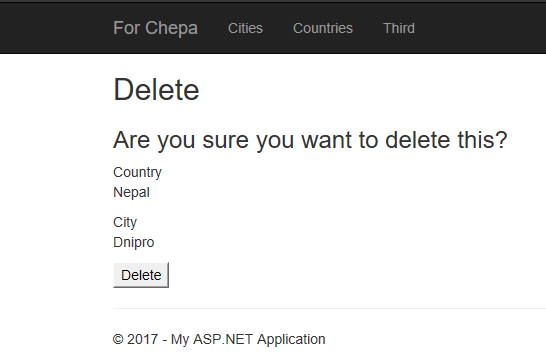 For Chepa Cities Countries Third
Delete
Are you sure you want to delete this?
Country
Nepal
City
Dnipro
Delete
© 2017 - My ASP.NET Application